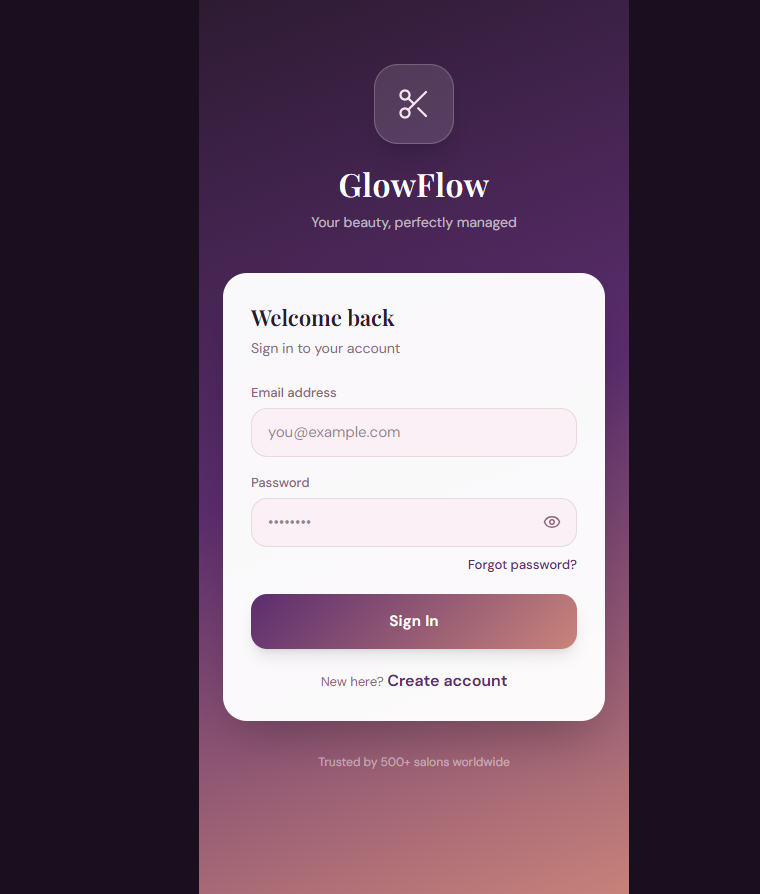 GlowFlow
Your beauty, perfectly managed
Welcome back
Sign in to your account
Email address
you@example.com
Password
••••••••
Forgot password?
Sign In
New here? Create account
Trusted by 500+ salons worldwide